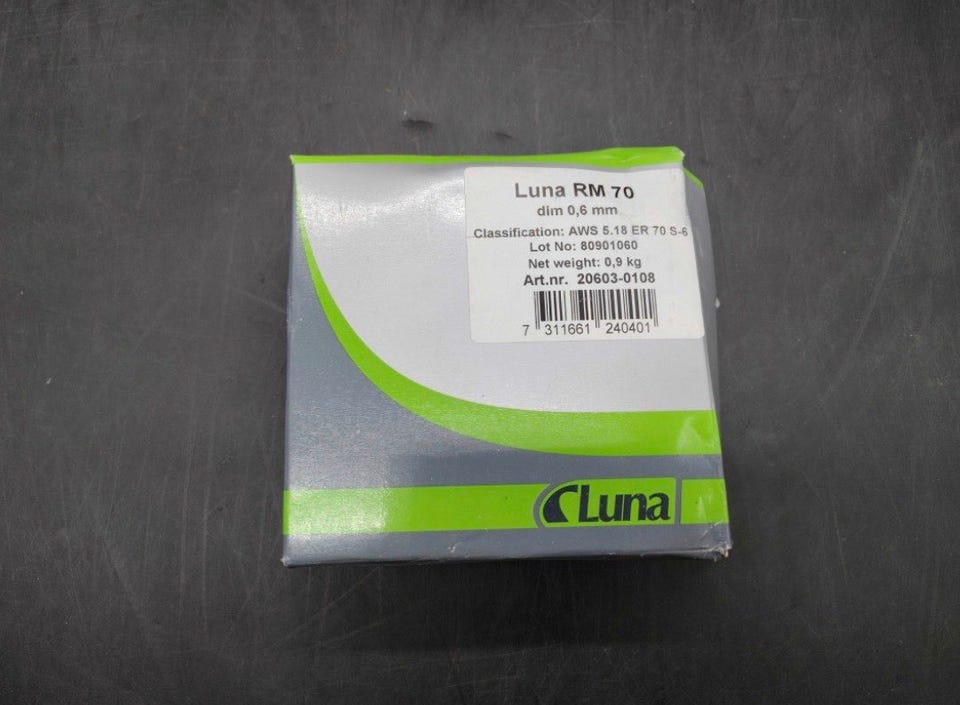 Luna RM 70
dim 0,6 mm
Classification: AWS 5.18 ER 70 S-6
Lot No: 80901060
Net weight: 0,9 kg
Art.nr. 20603-0108
7 311661 240401
Luna